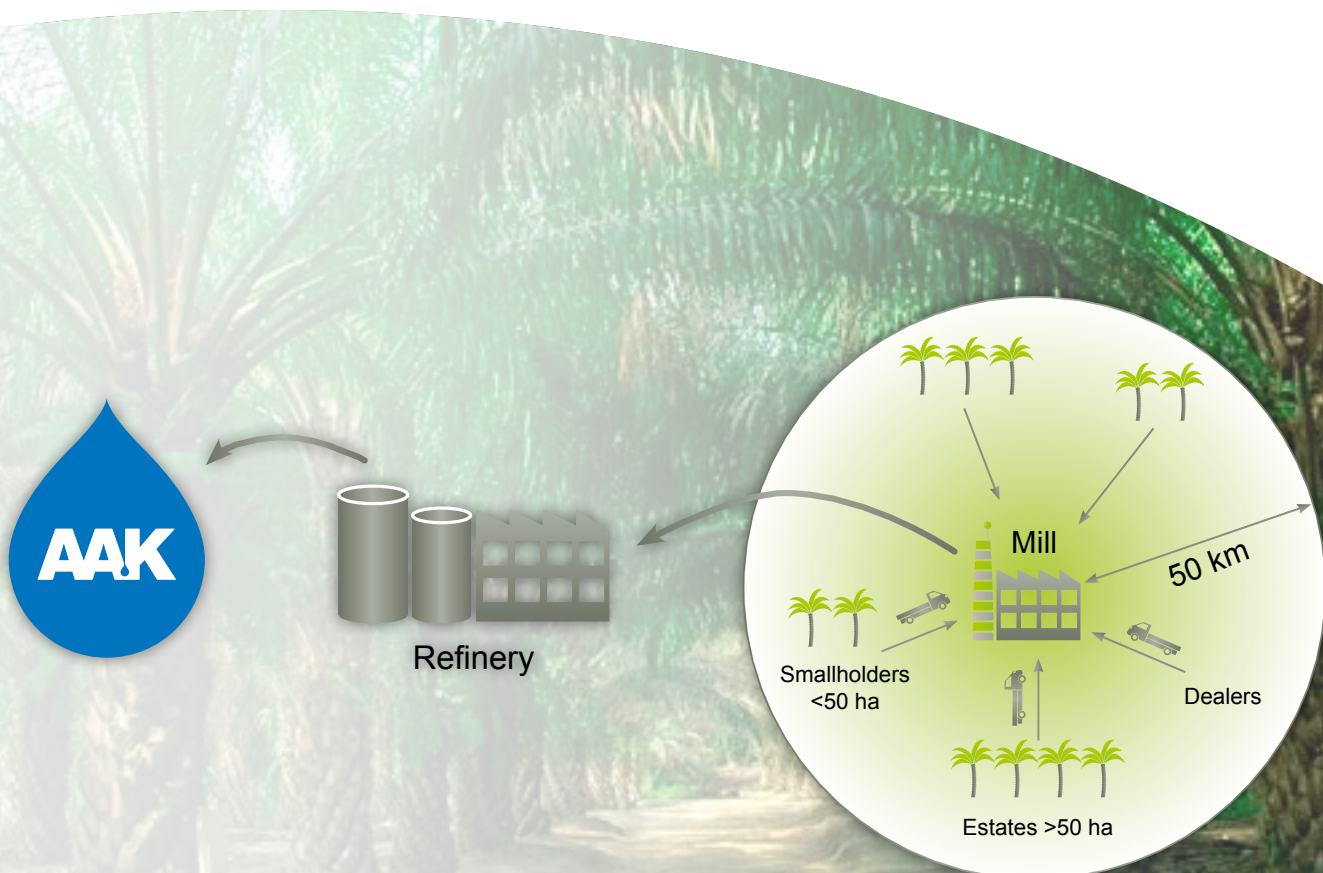 AAK
Refinery
Mill
50 km
Smallholders
<50 ha
Dealers
Estates >50 ha